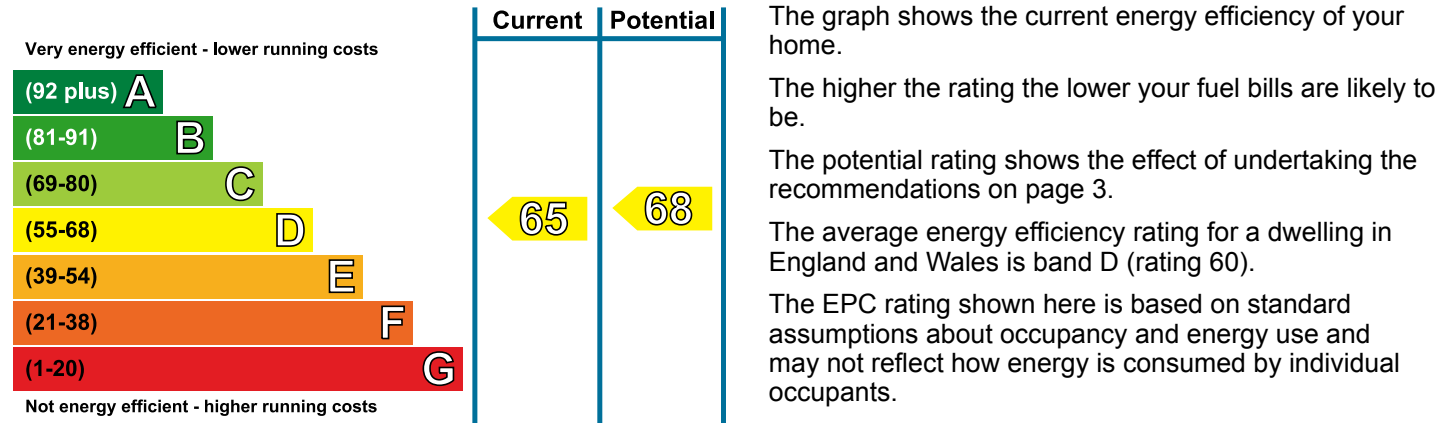 Current Potential
Very energy efficient - lower running costs
(92 plus) A
(81-91) B
(69-80) C
(55-68) D
(39-54) E
(21-38) F
(1-20) G
Not energy efficient - higher running costs
65
68
The graph shows the current energy efficiency of your
home.
The higher the rating the lower your fuel bills are likely to
be.
The potential rating shows the effect of undertaking the
recommendations on page 3.
The average energy efficiency rating for a dwelling in
England and Wales is band D (rating 60).
The EPC rating shown here is based on standard
assumptions about occupancy and energy use and
may not reflect how energy is consumed by individual
occupants.